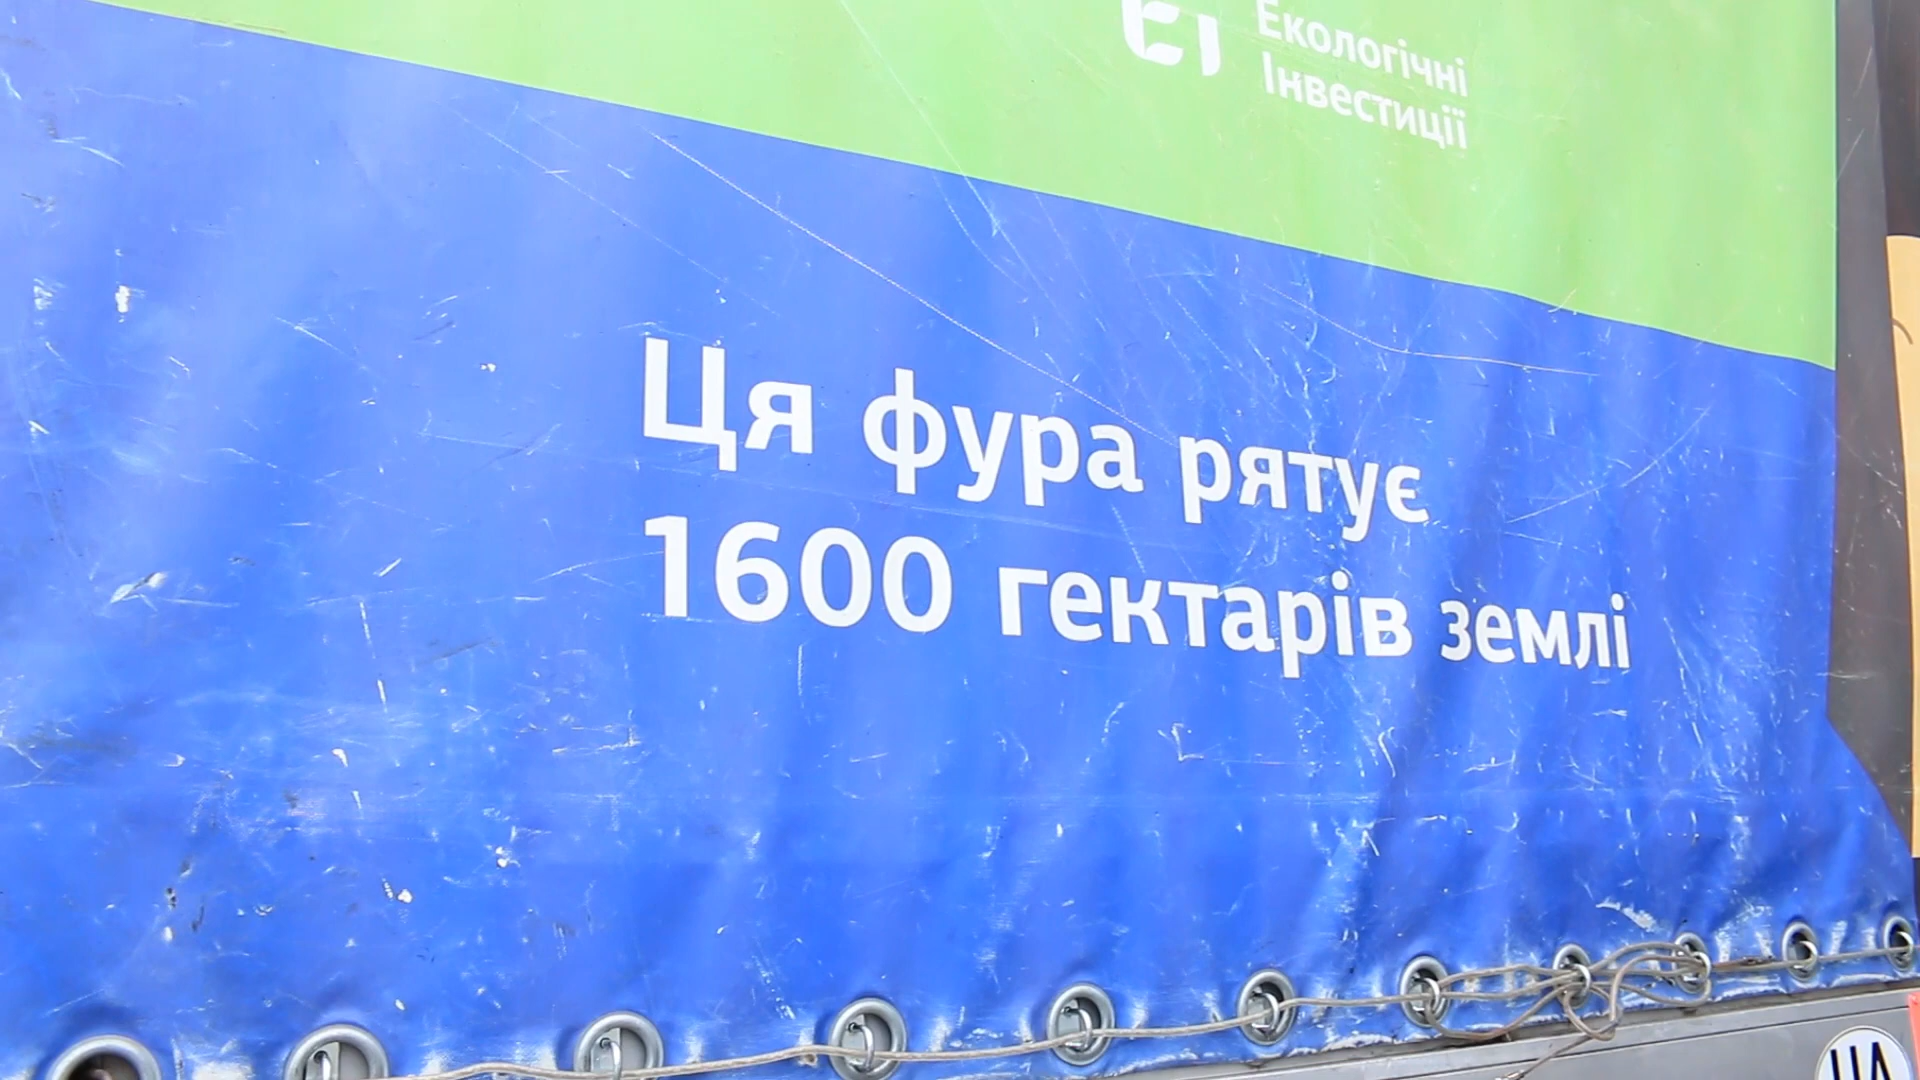 Екологічні
Інвестиції
Ця фура рятує
1600 гектарів землі
UA